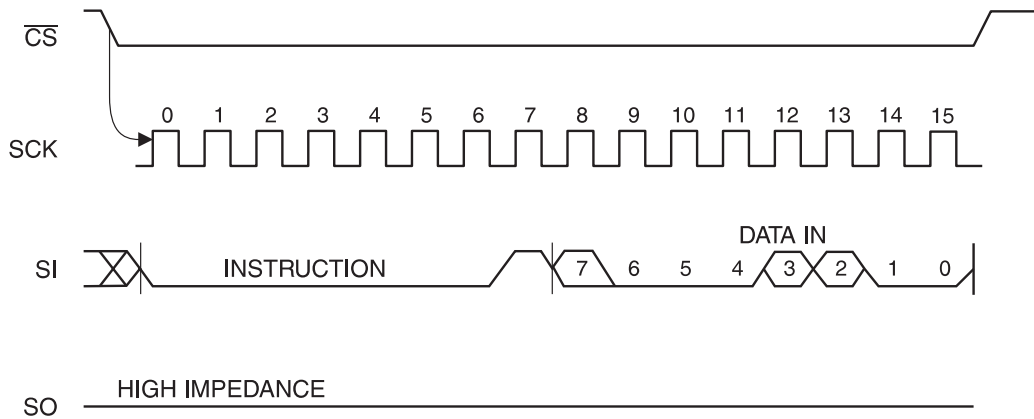 C̅S̅
0 1 2 3 4 5 6 7 8 9 10 11 12 13 14 15
SCK
DATA IN
SI
INSTRUCTION
7 6 5 4 3 2 1 0
HIGH IMPEDANCE
SO